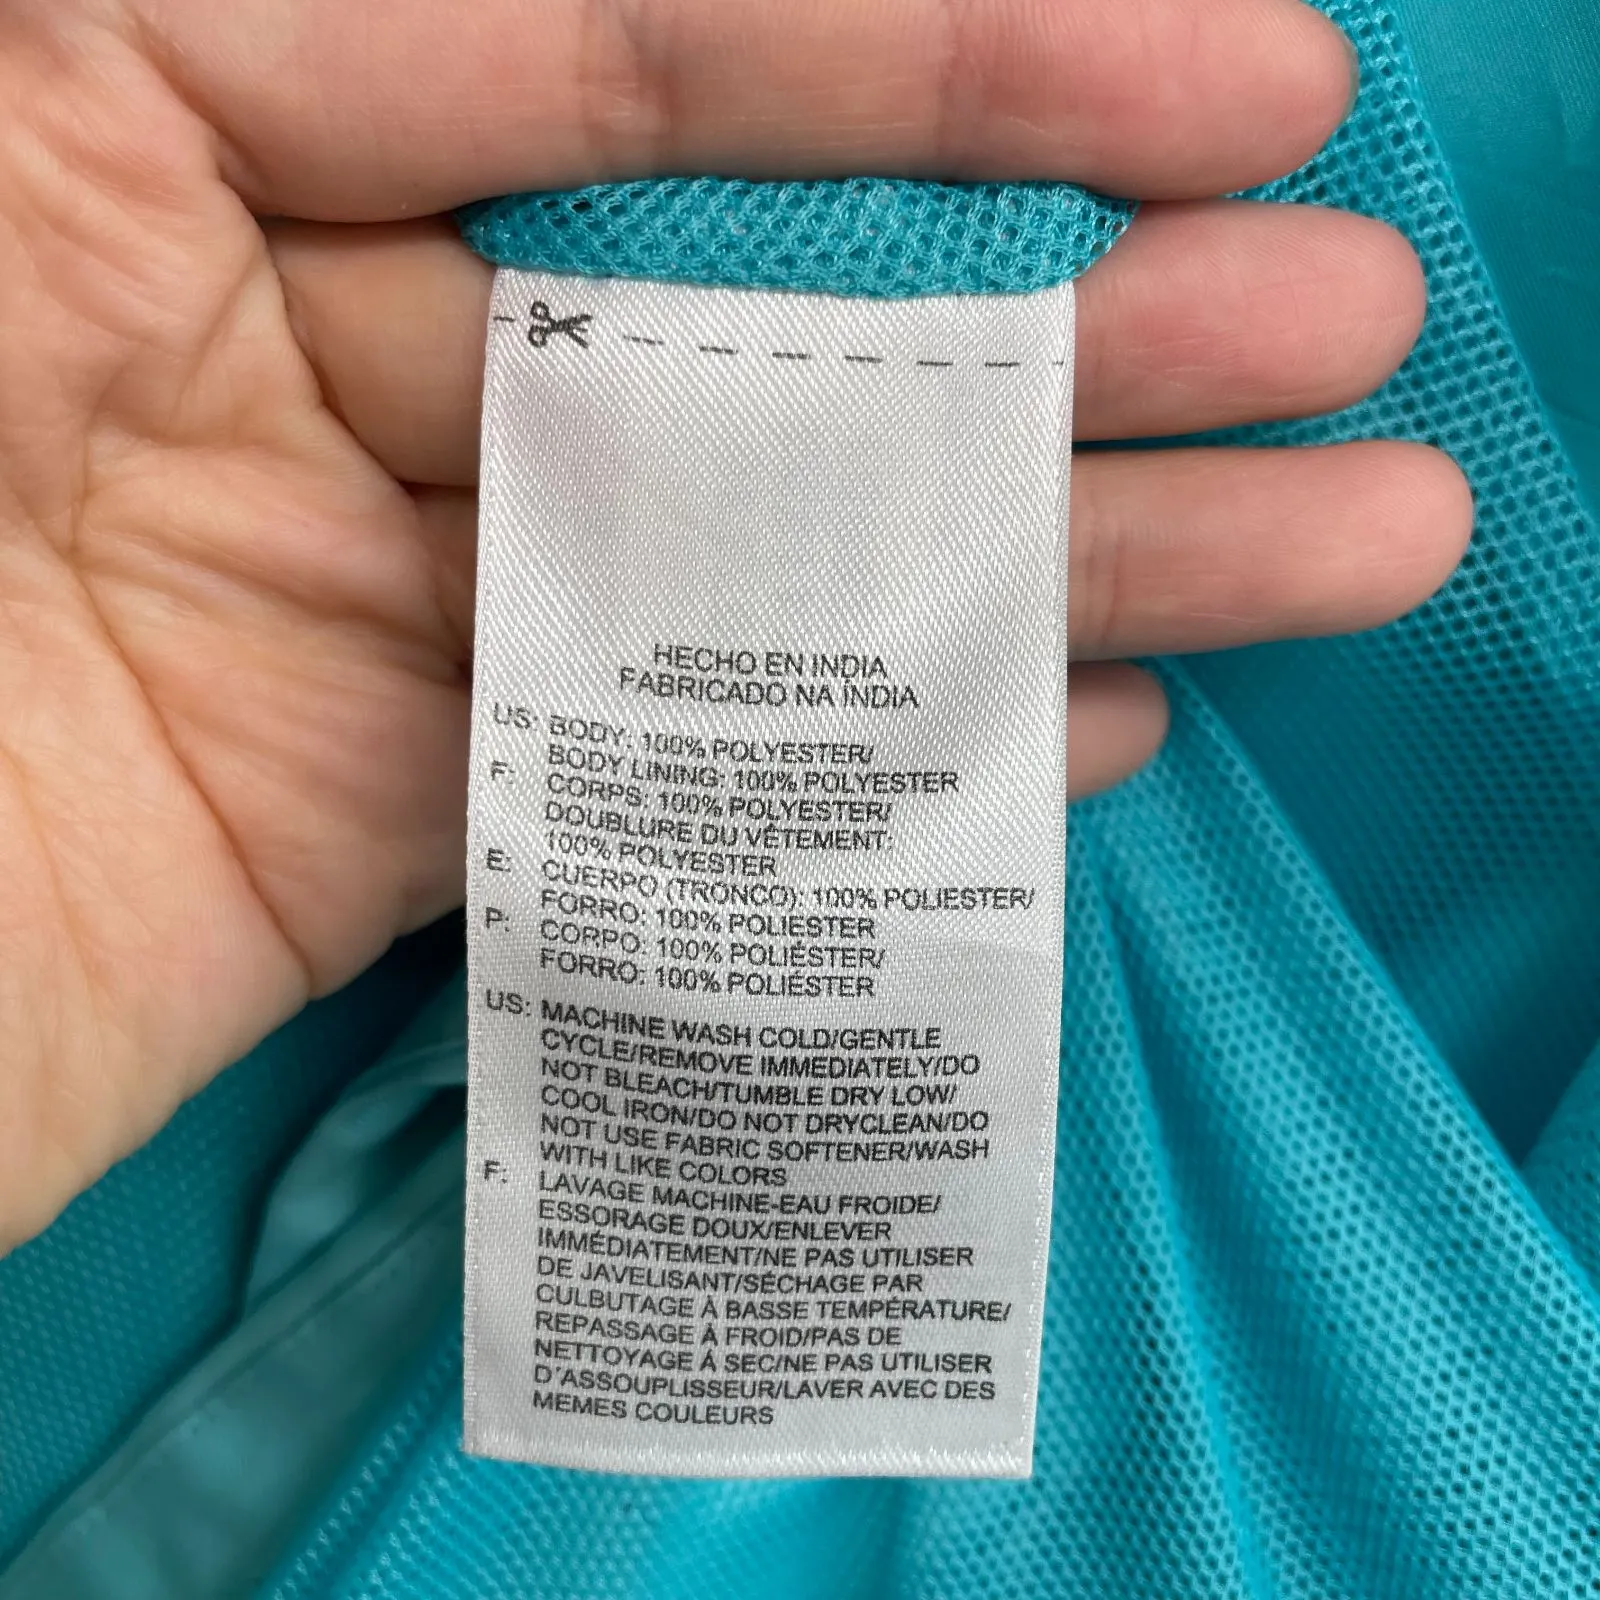 HECHO EN INDIA
FABRICADO NA ÍNDIA
US: BODY: 100% POLYESTER/
BODY LINING: 100% POLYESTER
F: CORPS: 100% POLYESTER/
DOUBLURE DU VÊTEMENT:
100% POLYESTER
E: CUERPO (TRONCO): 100% POLIESTER/
FORRO: 100% POLIESTER
P: CORPO: 100% POLIÉSTER/
FORRO: 100% POLIÉSTER
US: MACHINE WASH COLD/GENTLE
CYCLE/REMOVE IMMEDIATELY/DO
NOT BLEACH/TUMBLE DRY LOW/
COOL IRON/DO NOT DRYCLEAN/DO
NOT USE FABRIC SOFTENER/WASH
WITH LIKE COLORS
F: LAVAGE MACHINE-EAU FROIDE/
ESSORAGE DOUX/ENLEVER
IMMÉDIATEMENT/NE PAS UTILISER
DE JAVELISANT/SÉCHAGE PAR
CULBUTAGE À BASSE TEMPÉRATURE/
REPASSAGE À FROID/PAS DE
NETTOYAGE Á SEC/NE PAS UTILISER
D´ASSOUPLISSEUR/LAVER AVEC DES
MEMES COULEURS